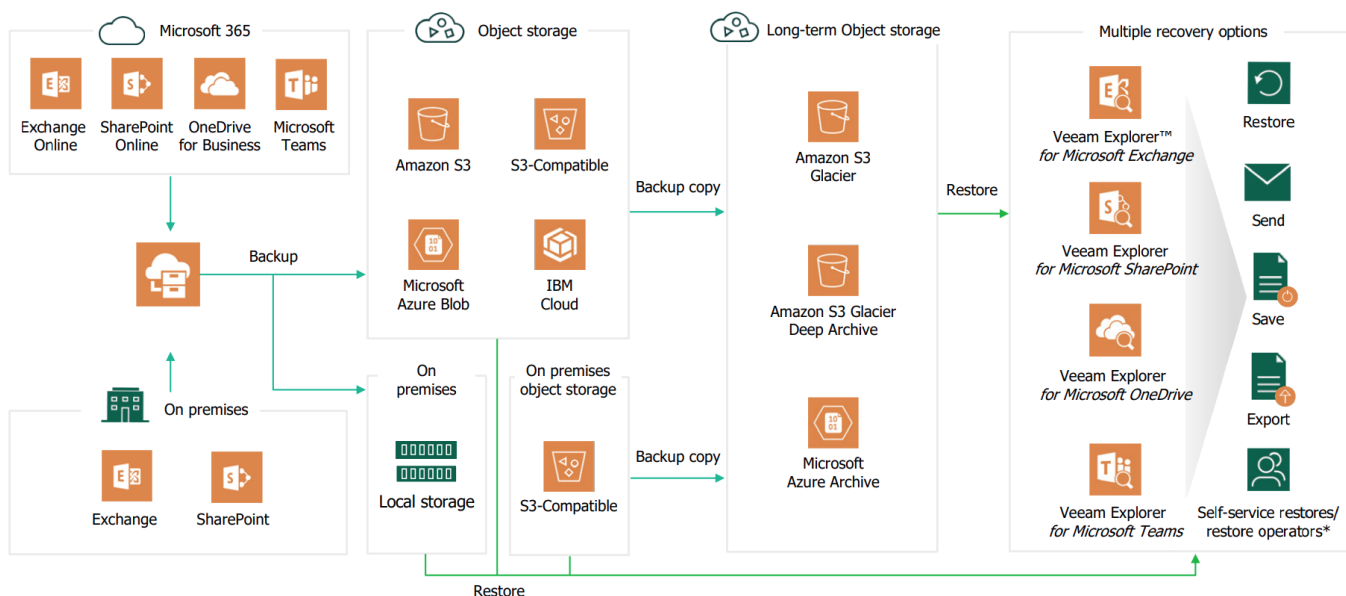 Microsoft 365
Exchange
Online
SharePoint
Online
OneDrive
for Business
Microsoft
Teams
Backup
On premises
Exchange
SharePoint
Object storage
Amazon S3
S3-Compatible
Microsoft
Azure Blob
IBM
Cloud
On
premises
Local storage
On premises
object storage
S3-Compatible
Backup copy
Backup copy
Long-term Object storage
Amazon S3
Glacier
Amazon S3 Glacier
Deep Archive
Microsoft
Azure Archive
Restore
Restore
Multiple recovery options
Veeam Explorer™
for Microsoft Exchange
Veeam Explorer
for Microsoft SharePoint
Veeam Explorer
for Microsoft OneDrive
Veeam Explorer
for Microsoft Teams
Restore
Send
Save
Export
Self-service restores/
restore operators*